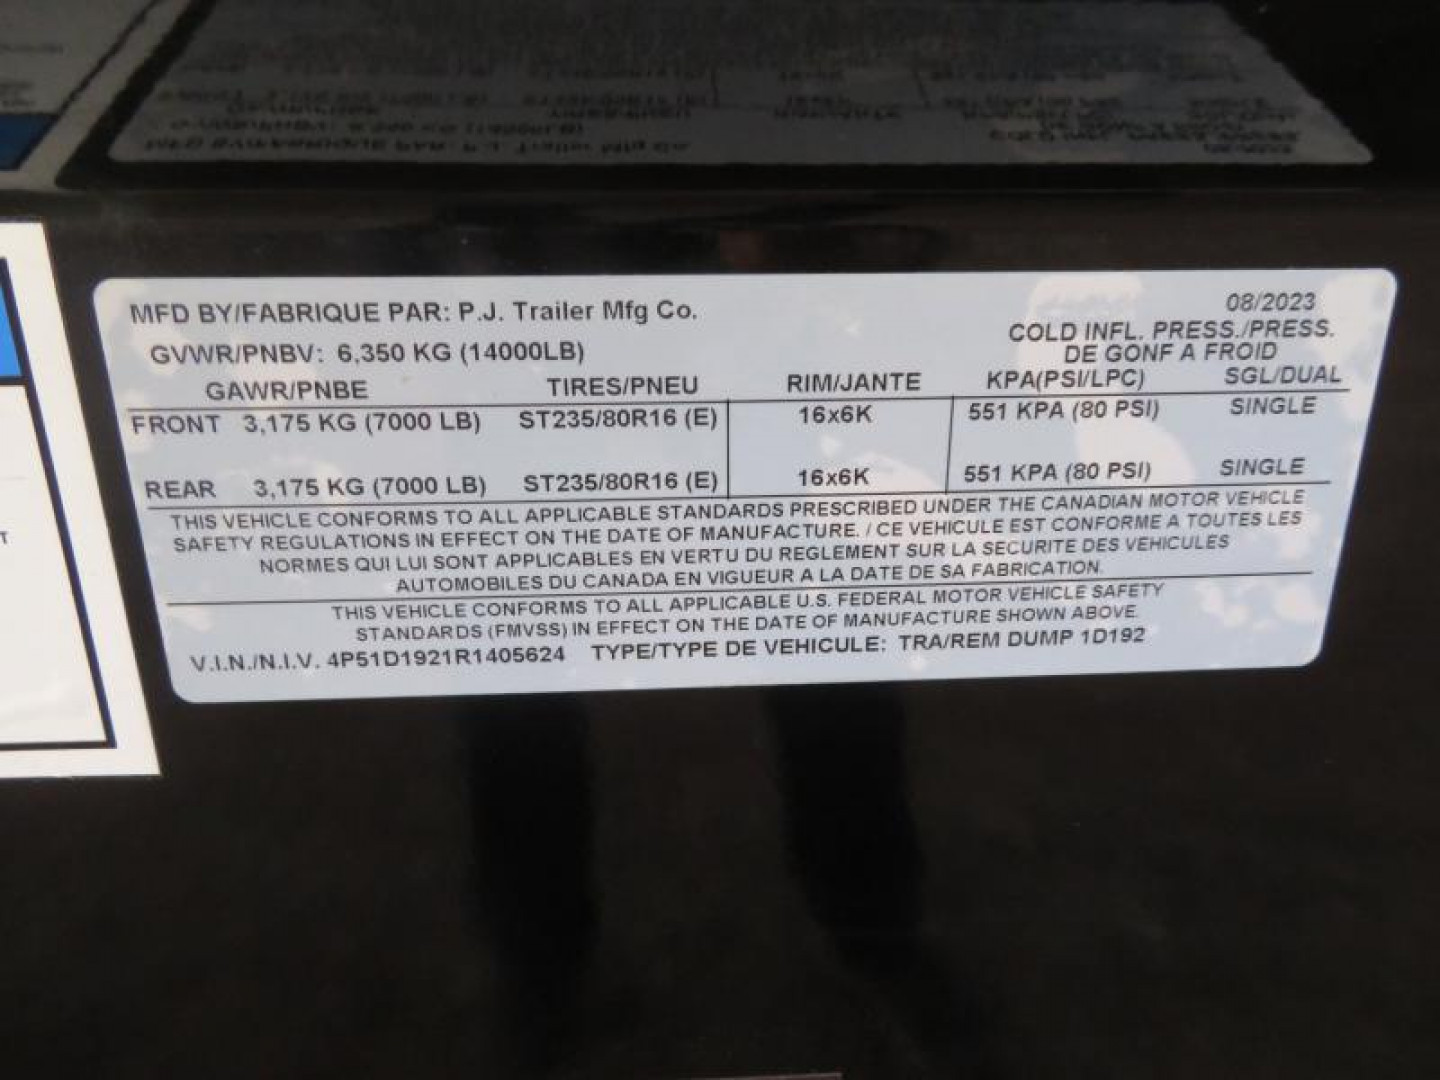 MFD BY/FABRIQUE PAR: P.J. Trailer Mfg Co.
08/2023
GVWR/PNBV: 6,350 KG (14000LB)
COLD INFL. PRESS./PRESS.
DE GONF A FROID
GAWR/PNBE TIRES/PNEU RIM/JANTE KPA(PSI/LPC) SGL/DUAL
FRONT 3,175 KG (7000 LB) ST235/80R16 (E) 16x6K 551 KPA (80 PSI) SINGLE
REAR 3,175 KG (7000 LB) ST235/80R16 (E) 16x6K 551 KPA (80 PSI) SINGLE
THIS VEHICLE CONFORMS TO ALL APPLICABLE STANDARDS PRESCRIBED UNDER THE CANADIAN MOTOR VEHICLE
SAFETY REGULATIONS IN EFFECT ON THE DATE OF MANUFACTURE. / CE VEHICULE EST CONFORME A TOUTES LES
NORMES QUI LUI SONT APPLICABLES EN VERTU DU REGLEMENT SUR LA SECURITE DES VEHICULES
AUTOMOBILES DU CANADA EN VIGUEUR A LA DATE DE SA FABRICATION.
THIS VEHICLE CONFORMS TO ALL APPLICABLE U.S. FEDERAL MOTOR VEHICLE SAFETY
STANDARDS (FMVSS) IN EFFECT ON THE DATE OF MANUFACTURE SHOWN ABOVE.
V.I.N./N.I.V. 4P51D1921R1405624 TYPE/TYPE DE VEHICULE: TRA/REM DUMP 1D192